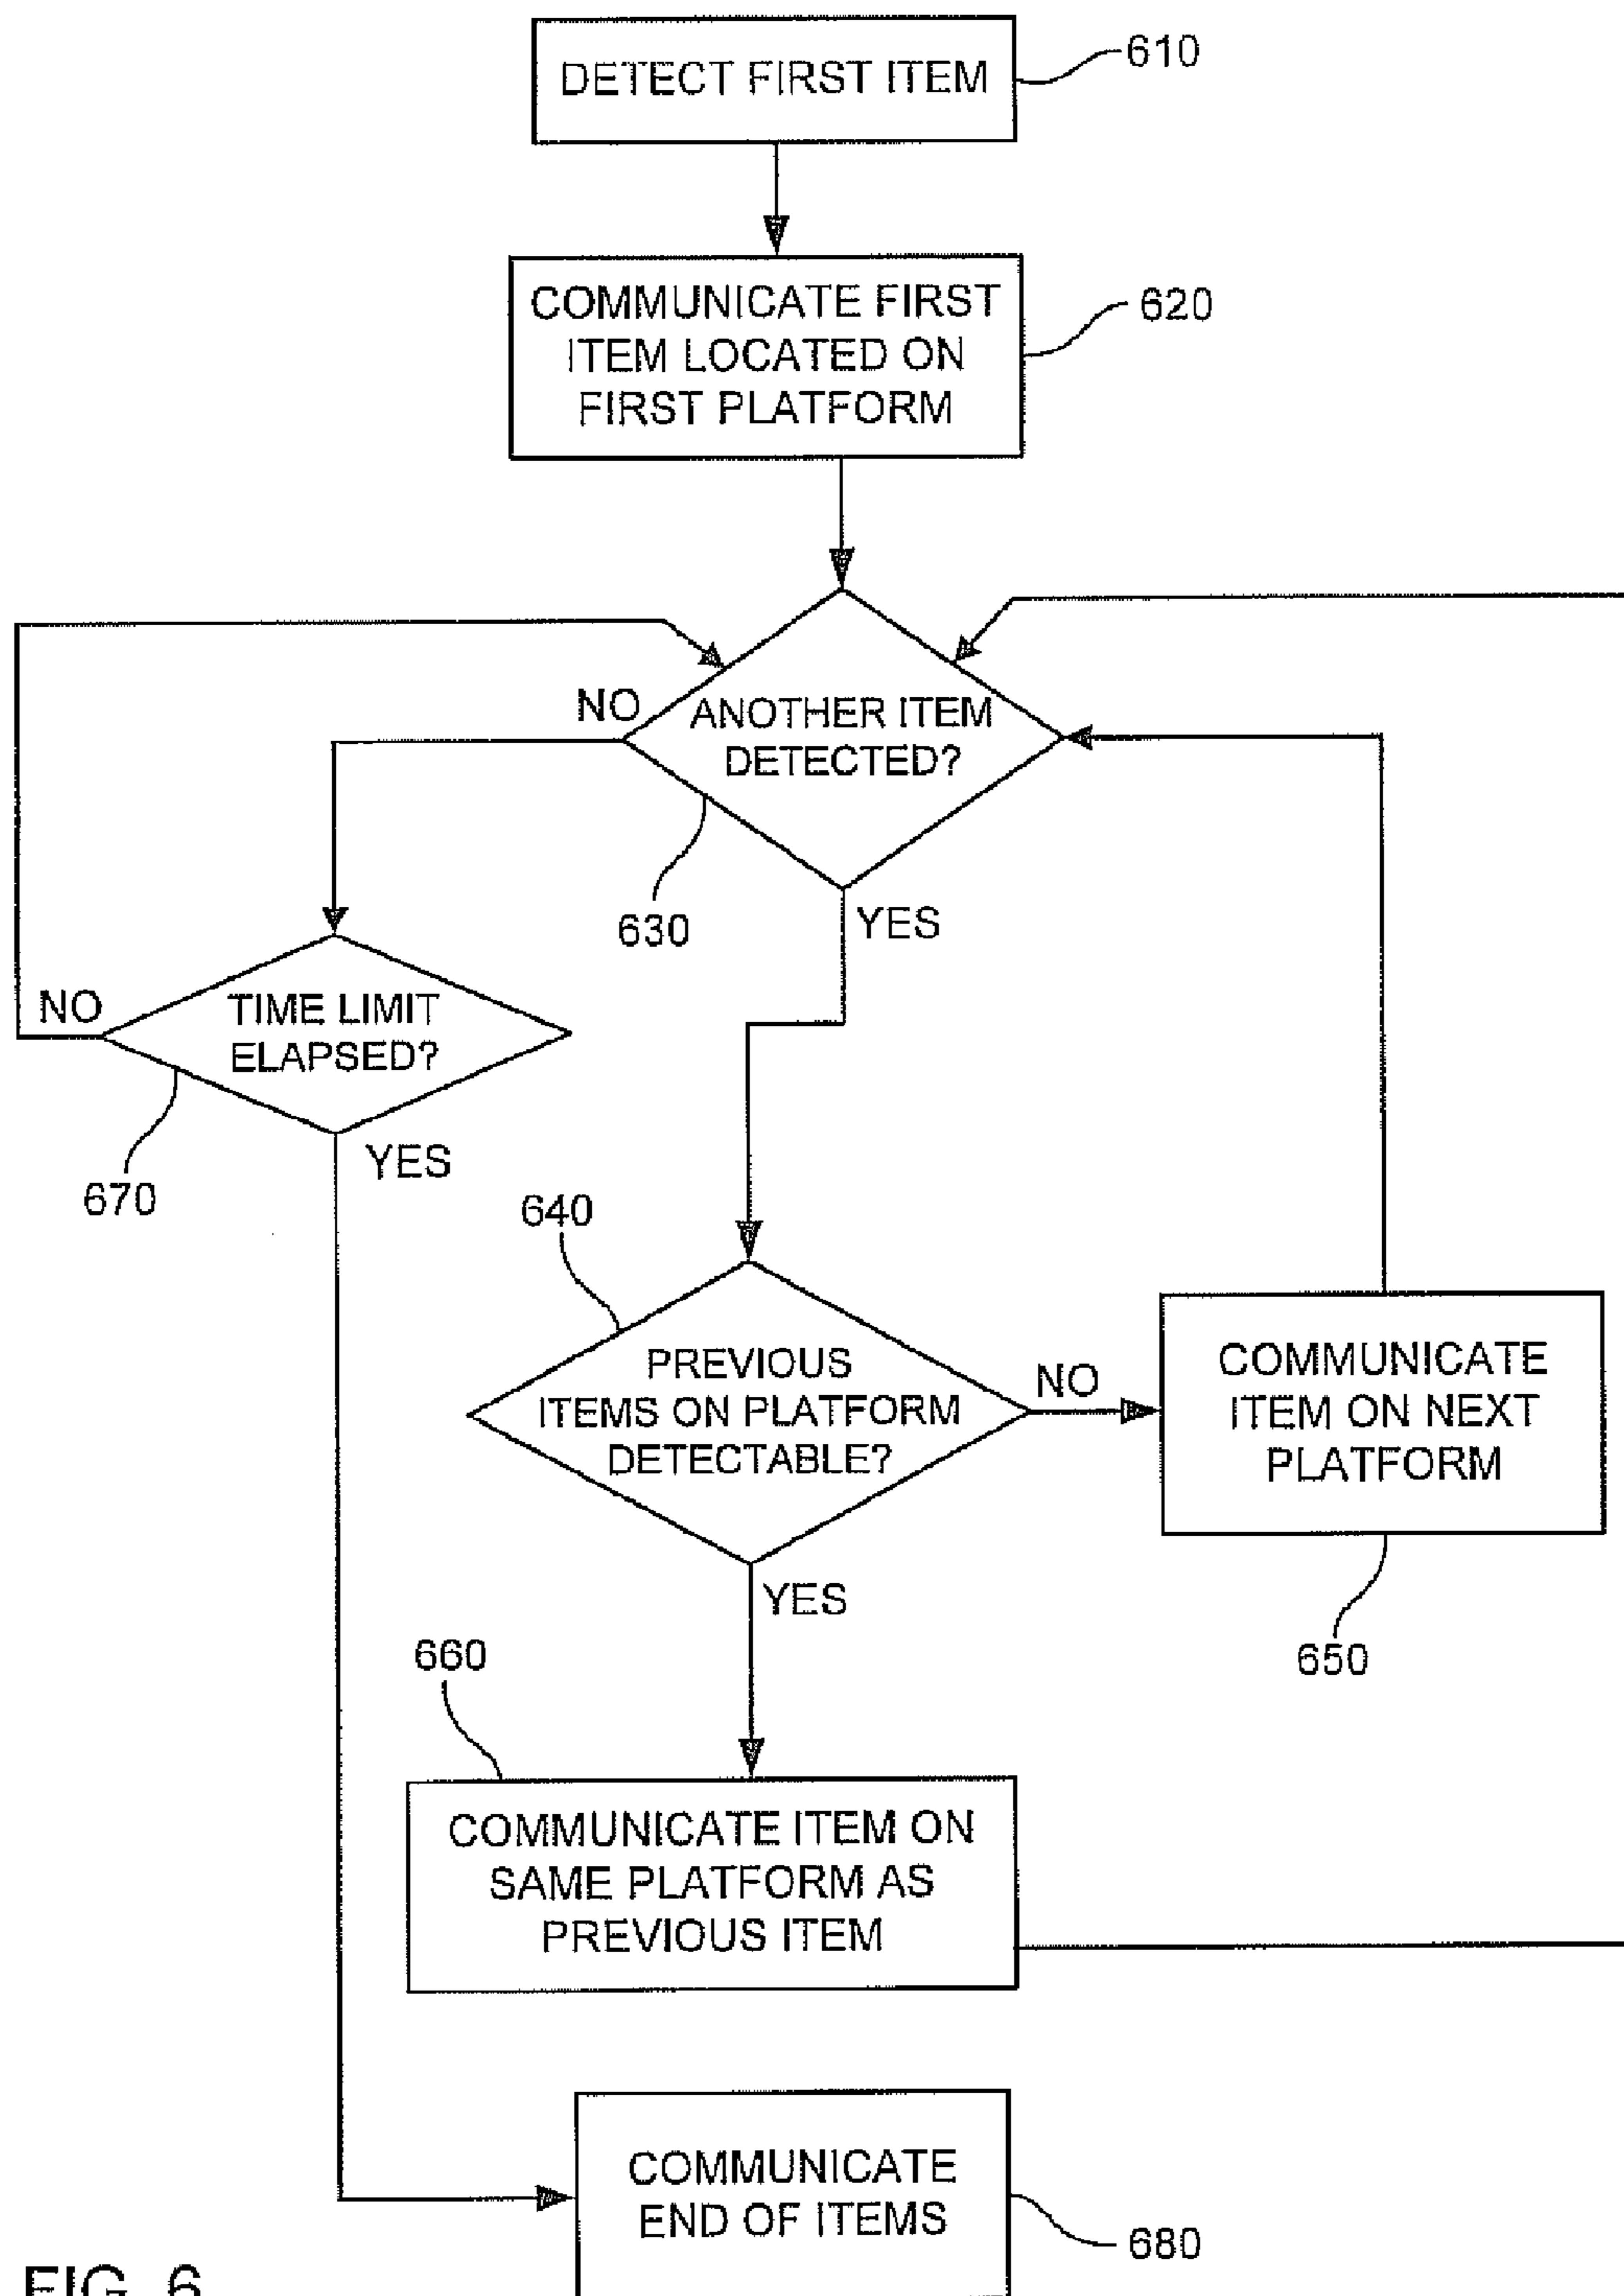 DETECT FIRST ITEM
610
COMMUNICATE FIRST
ITEM LOCATED ON
FIRST PLATFORM
620
NO
ANOTHER ITEM
DETECTED?
630
YES
NO
TIME LIMIT
ELAPSED?
670
YES
640
PREVIOUS
ITEMS ON PLATFORM
DETECTABLE?
NO
COMMUNICATE
ITEM ON NEXT
PLATFORM
650
YES
660
COMMUNICATE ITEM ON
SAME PLATFORM AS
PREVIOUS ITEM
COMMUNICATE
END OF ITEMS
680
FIG. 6